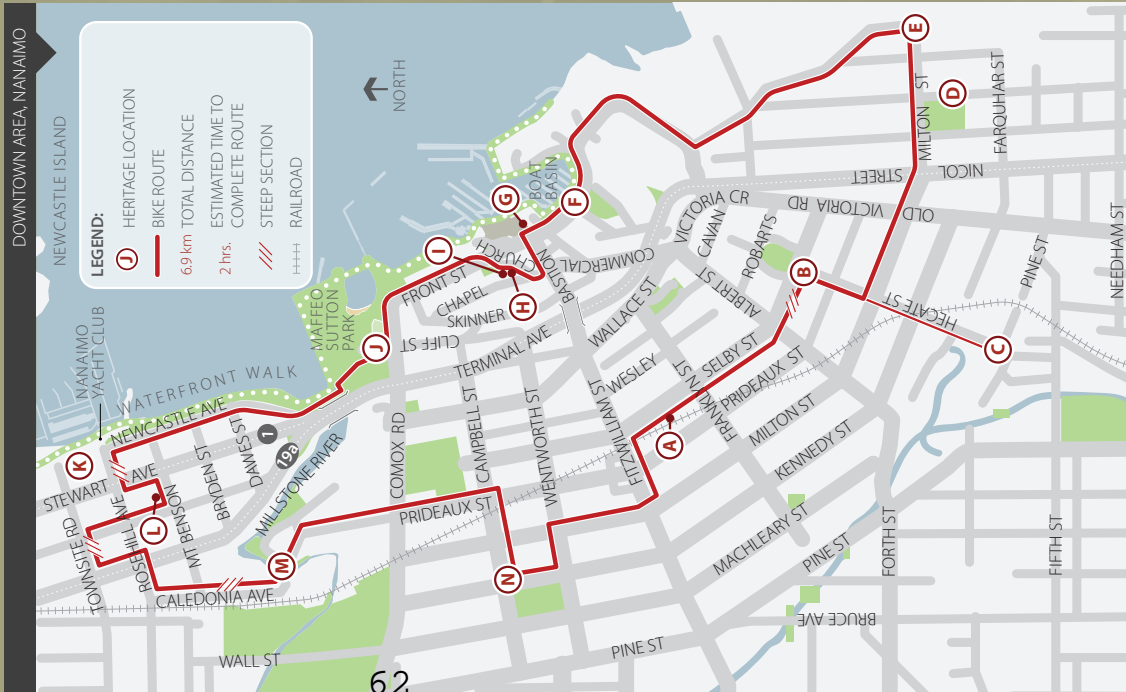 DOWNTOWN AREA, NANAIMO
LEGEND:
J HERITAGE LOCATION
BIKE ROUTE
6.9 km TOTAL DISTANCE
2 hrs. ESTIMATED TIME TO
COMPLETE ROUTE
STEEP SECTION
RAILROAD
NORTH
NEWCASTLE ISLAND
NANAIMO
YACHT CLUB
WATERFRONT WALK
MAFFEO
SUTTON
PARK
BOAT
BASIN
NEWCASTLE AVE
STEWART AVE
TOWNSITE RD
ROSEHILL AVE
MT BENSON
BRYDEN ST
DAWES ST
1
19a
MILLSTONE RIVER
CALEDONIA AVE
WALL ST
COMOX RD
PRIDEAUX ST
CAMPBELL ST
WENTWORTH ST
FITZWILLIAM ST
FRONT ST
CHAPEL
SKINNER
CHURCH
CLIFF ST
TERMINAL AVE
BASTION
COMMERCIAL
WALLACE ST
WESLEY
FRANKLYN ST
SELBY ST
PRIDEAUX ST
MILTON ST
KENNEDY ST
MACHLEARY ST
PINE ST
PINE ST
ALBERT ST
CAVAN
ROBARTS
VICTORIA CR
OLD VICTORIA RD
NICOL STREET
MILTON ST
FARQUHAR ST
HECATE ST
PINE ST
NEEDHAM ST
FORTH ST
FIFTH ST
BRUCE AVE
A
B
C
D
E
F
G
H
I
J
K
L
M
N
62